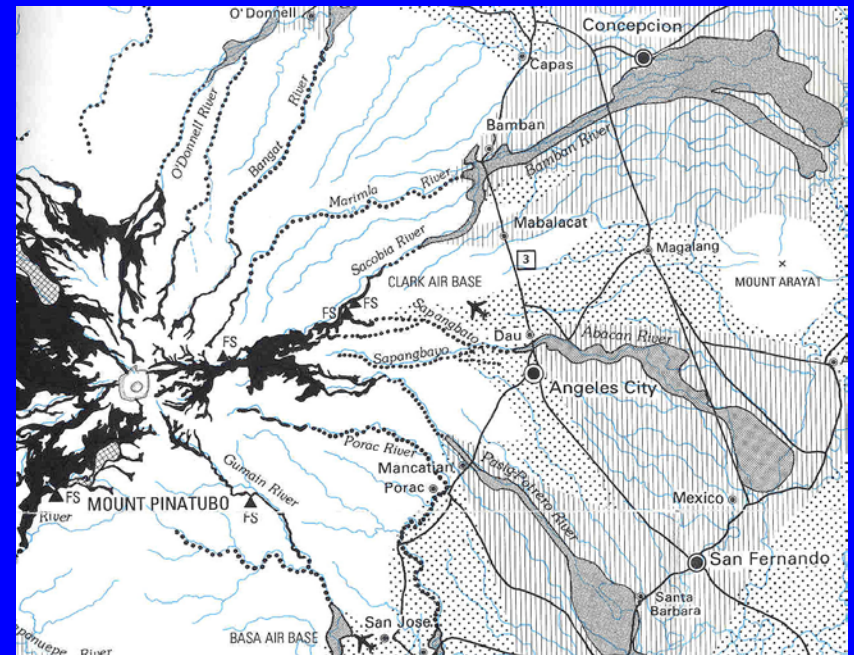 O'Donnell
Concepcion
Capas
O'Donnell River
Bangat River
Bamban
Bamban River
Marimla River
Mabalacat
Sacobia River
Magalang
3
CLARK AIR BASE
MOUNT ARAYAT
FS
FS
FS
Sapangbato
Dau
Abacan River
Sapangbayo
A
Angeles City
Porac River
Mancatian
Pasig-Potrero River
Gumain River
Porac
FS
MOUNT PINATUBO
FS
Mexico
River
San Fernando
Santa
Barbara
San Jose
BASA AIR BASE
River